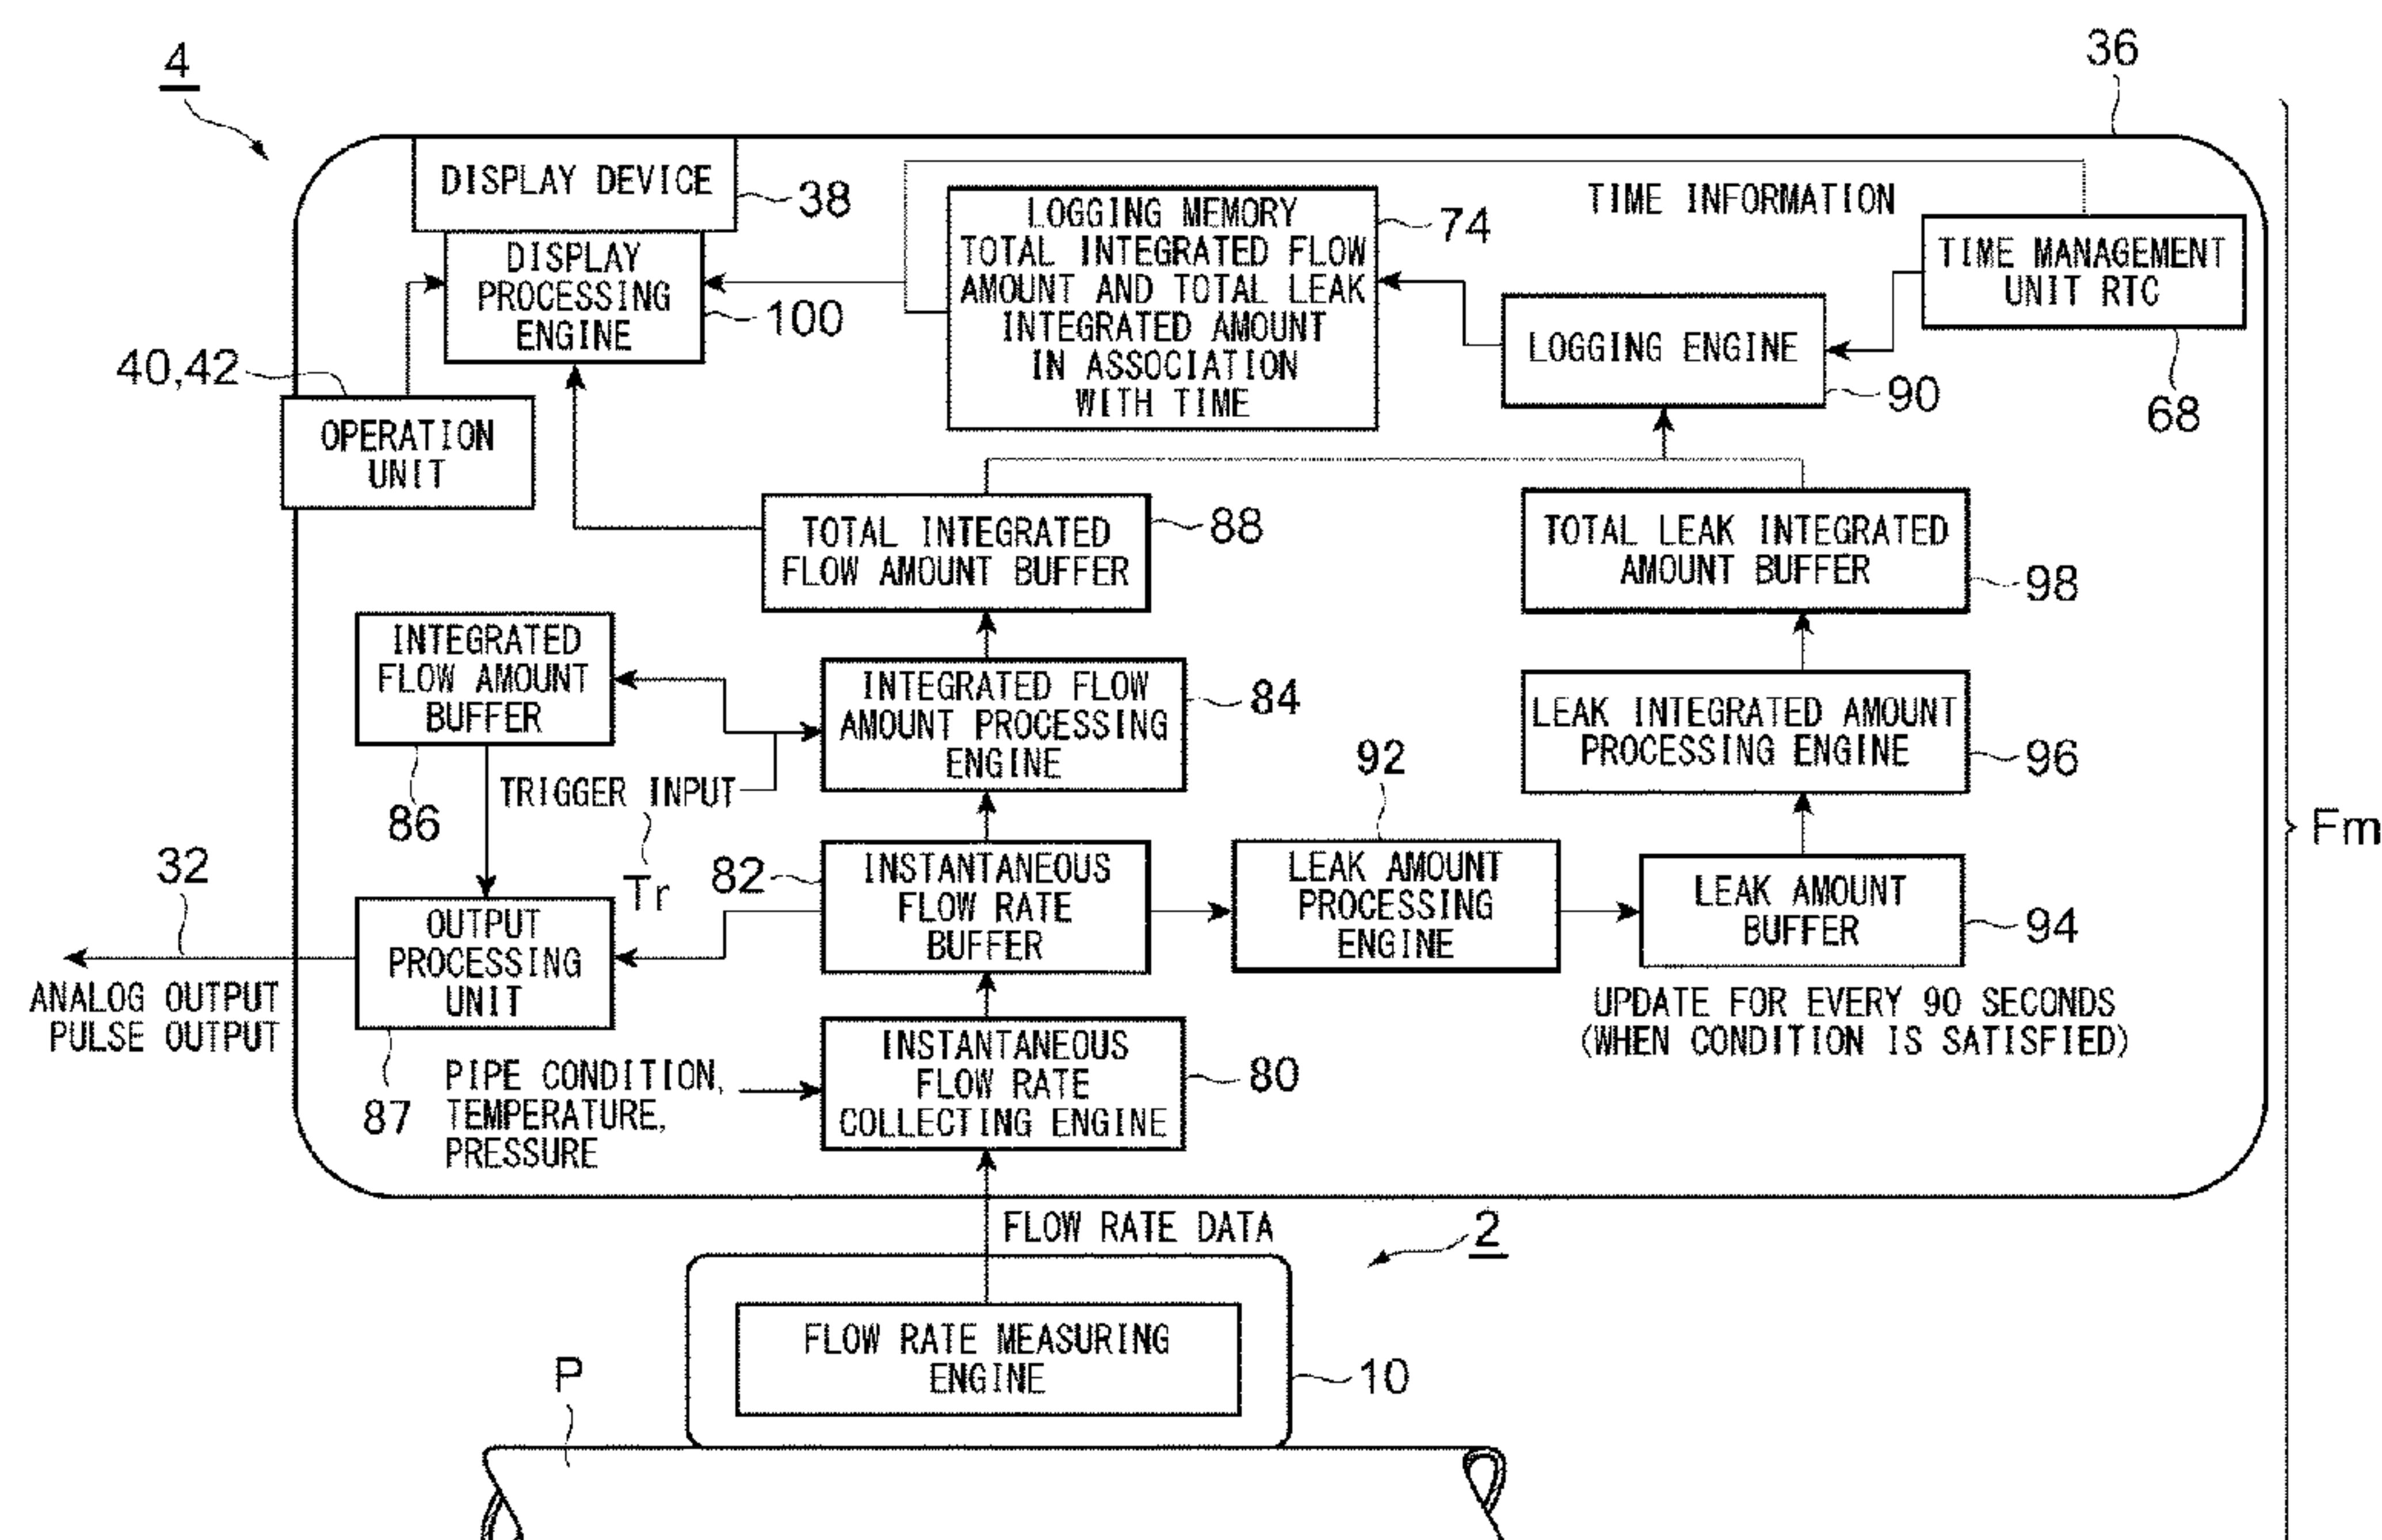 4
36
DISPLAY DEVICE
38
DISPLAY
PROCESSING
ENGINE
100
LOGGING MEMORY
TOTAL INTEGRATED FLOW
AMOUNT AND TOTAL LEAK
INTEGRATED AMOUNT
IN ASSOCIATION
WITH TIME
74
TIME INFORMATION
TIME MANAGEMENT
UNIT RTC
68
LOGGING ENGINE
90
40,42
OPERATION
UNIT
TOTAL INTEGRATED
FLOW AMOUNT BUFFER
88
TOTAL LEAK INTEGRATED
AMOUNT BUFFER
98
INTEGRATED
FLOW AMOUNT
BUFFER
86
INTEGRATED FLOW
AMOUNT PROCESSING
ENGINE
84
LEAK INTEGRATED AMOUNT
PROCESSING ENGINE
96
TRIGGER INPUT
Tr
92
Fm
32
82
INSTANTANEOUS
FLOW RATE
BUFFER
LEAK AMOUNT
PROCESSING
ENGINE
LEAK AMOUNT
BUFFER
94
OUTPUT
PROCESSING
UNIT
87
ANALOG OUTPUT
PULSE OUTPUT
UPDATE FOR EVERY 90 SECONDS
(WHEN CONDITION IS SATISFIED)
PIPE CONDITION,
TEMPERATURE,
PRESSURE
INSTANTANEOUS
FLOW RATE
COLLECTING ENGINE
80
FLOW RATE DATA
2
FLOW RATE MEASURING
ENGINE
10
P